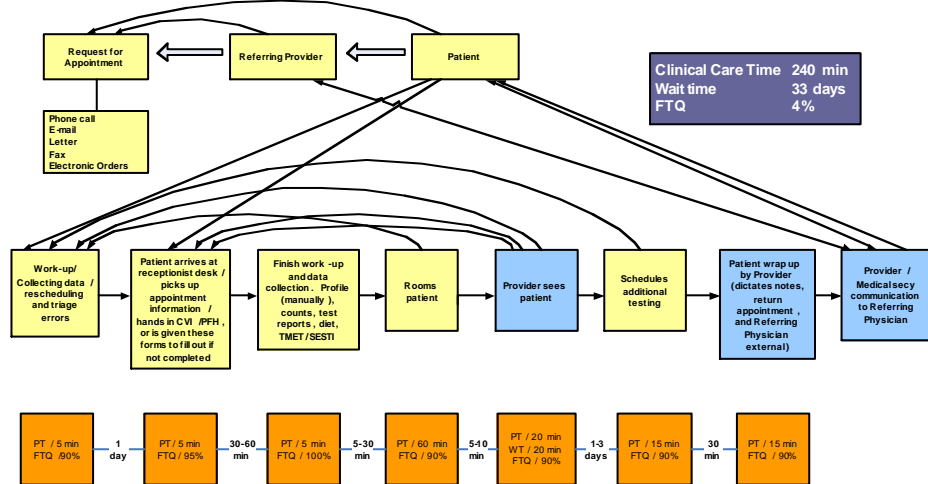 Request for
Appointment
Referring Provider
Patient
Clinical Care Time 240 min
Wait time 33 days
FTQ 4%
Phone call
E-mail
Letter
Fax
Electronic Orders
Work-up/
Collecting data /
rescheduling
and triage
errors
Patient arrives at
receptionist desk /
picks up
appointment
information /
hands in CVI /PFH ,
or is given these
forms to fill out if
not completed
Finish work -up
and data
collection . Profile
(manually ),
counts, test
reports , diet,
TMET/SESTI
Rooms
patient
Provider sees
patient
Schedules
additional
testing
Patient wrap up
by Provider
(dictates notes,
return
appointment ,
and Referring
Physician
external)
Provider /
Medical secy
communication
to Referring
Physician
PT / 5 min
FTQ /90%
1
day
PT / 5 min
FTQ / 95%
30-60
min
PT / 5 min
FTQ / 100%
5-30
min
PT / 60 min
FTQ / 90%
5-10
min
PT / 20 min
WT / 20 min
FTQ / 90%
1-3
days
PT / 15 min
FTQ / 90%
30
min
PT / 15 min
FTQ / 90%